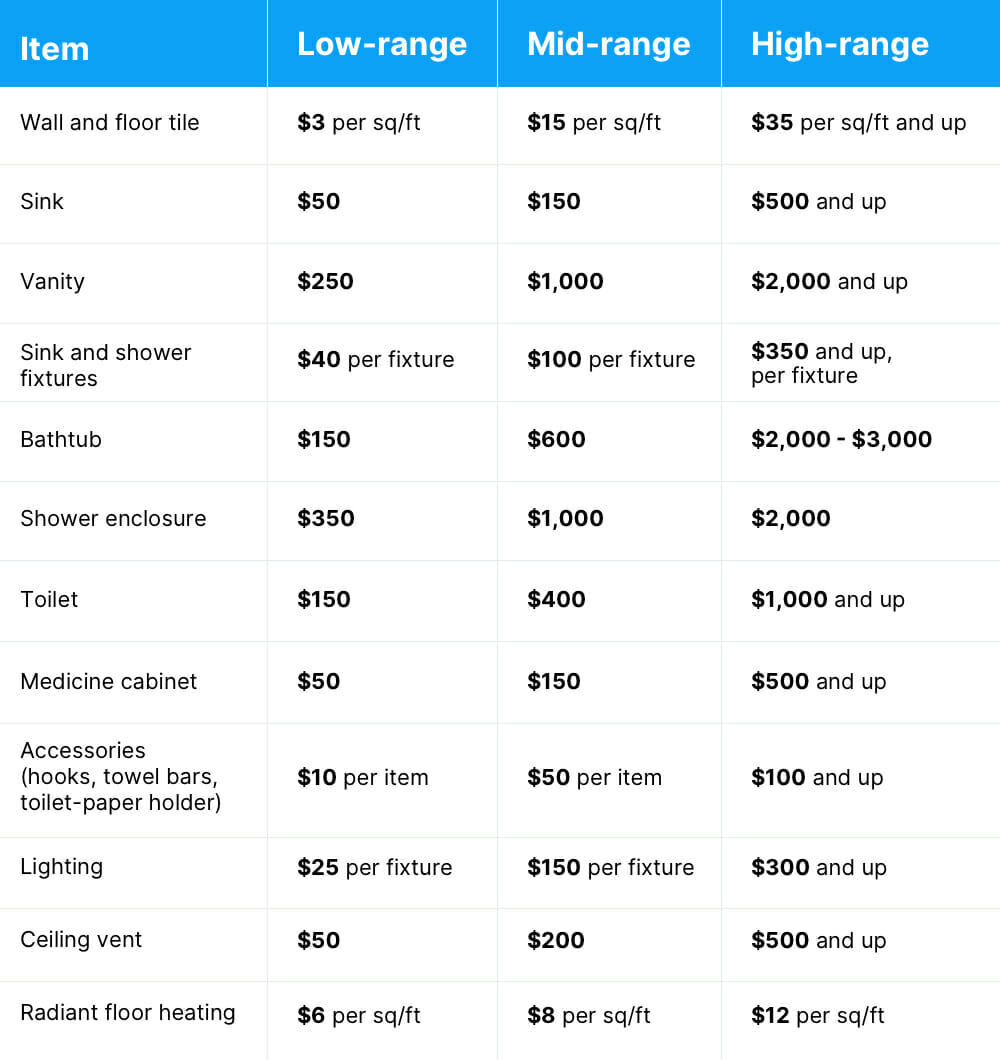 Item Low-range Mid-range High-range
Wall and floor tile $3 per sq/ft $15 per sq/ft $35 per sq/ft and up
Sink $50 $150 $500 and up
Vanity $250 $1,000 $2,000 and up
Sink and shower
fixtures
$40 per fixture $100 per fixture
$350 and up,
per fixture
Bathtub $150 $600 $2,000 - $3,000
Shower enclosure $350 $1,000 $2,000
Toilet $150 $400 $1,000 and up
Medicine cabinet $50 $150 $500 and up
Accessories
(hooks, towel bars,
toilet-paper holder)
$10 per item $50 per item $100 and up
Lighting $25 per fixture $150 per fixture $300 and up
Ceiling vent $50 $200 $500 and up
Radiant floor heating $6 per sq/ft $8 per sq/ft $12 per sq/ft